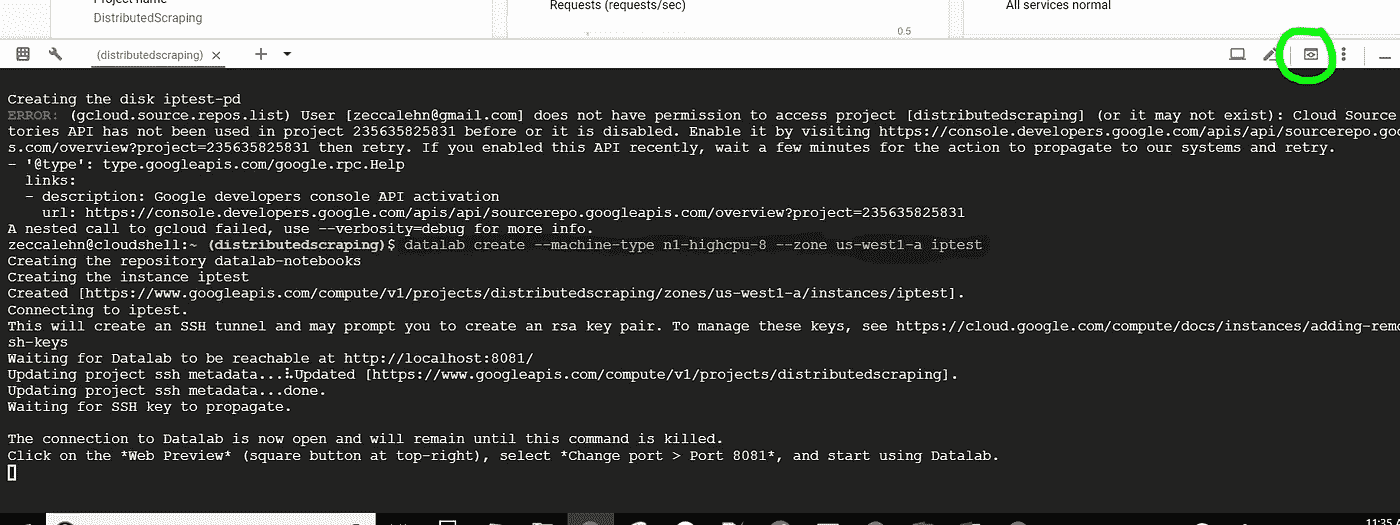 Project name
DistributedScraping
Requests (requests/sec)
0.5
All services normal
(distributedscraping)
Creating the disk iptest-pd
ERROR: (gcloud.source.repos.list) User [zeccalehn@gmail.com] does not have permission to access project [distributedscraping] (or it may not exist): Cloud Source
tories API has not been used in project 235635825831 before or it is disabled. Enable it by visiting https://console.developers.google.com/apis/api/sourcerepo.go
s.com/overview?project=235635825831 then retry. If you enabled this API recently, wait a few minutes for the action to propagate to our systems and retry.
- '@type': type.googleapis.com/google.rpc.Help
links:
- description: Google developers console API activation
url: https://console.developers.google.com/apis/api/sourcerepo.googleapis.com/overview?project=235635825831
A nested call to gcloud failed, use --verbosity=debug for more info.
zeccalehn@cloudshell:~ (distributedscraping)$ datalab create --machine-type n1-highcpu-8 --zone us-west1-a iptest
Creating the repository datalab-notebooks
Creating the instance iptest
Created [https://www.googleapis.com/compute/v1/projects/distributedscraping/zones/us-west1-a/instances/iptest].
Connecting to iptest.
This will create an SSH tunnel and may prompt you to create an rsa key pair. To manage these keys, see https://cloud.google.com/compute/docs/instances/adding-remo
sh-keys
Waiting for Datalab to be reachable at http://localhost:8081/
Updating project ssh metadata...⠧Updated [https://www.googleapis.com/compute/v1/projects/distributedscraping].
Updating project ssh metadata...done.
Waiting for SSH key to propagate.
The connection to Datalab is now open and will remain until this command is killed.
Click on the *Web Preview* (square button at top-right), select *Change port > Port 8081*, and start using Datalab.
11:35